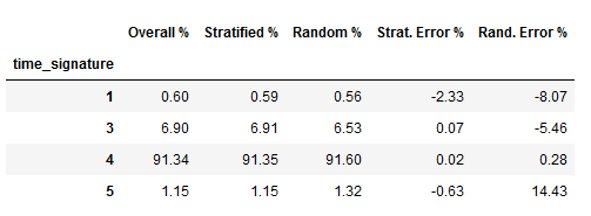 Overall % Stratified % Random % Strat. Error % Rand. Error %
time_signature
1 0.60 0.59 0.56 -2.33 -8.07
3 6.90 6.91 6.53 0.07 -5.46
4 91.34 91.35 91.60 0.02 0.28
5 1.15 1.15 1.32 -0.63 14.43